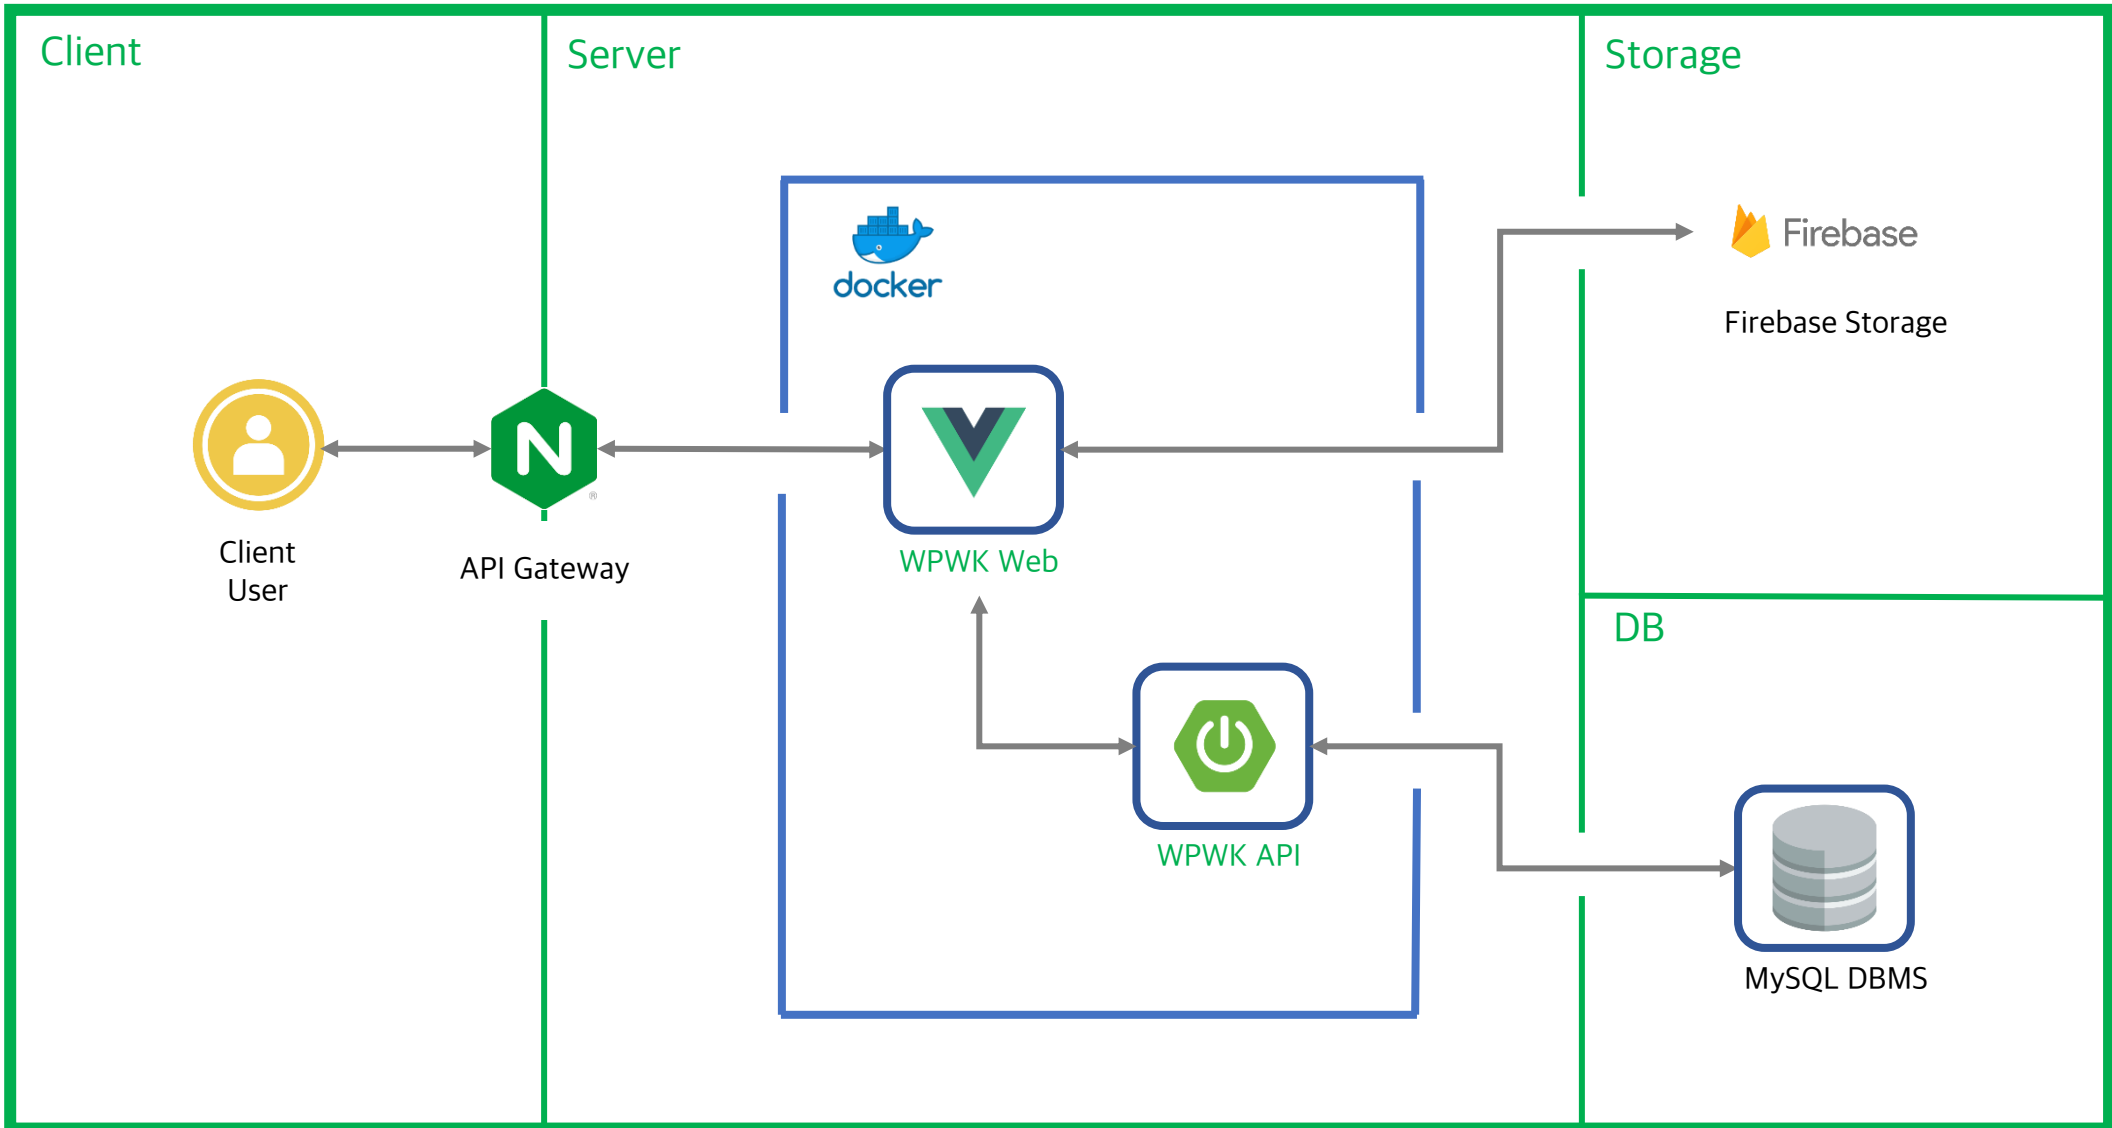 Client
Server
Storage
docker
Firebase
Firebase Storage
N
®
Client
User
API Gateway
WPWK Web
DB
WPWK API
MySQL DBMS